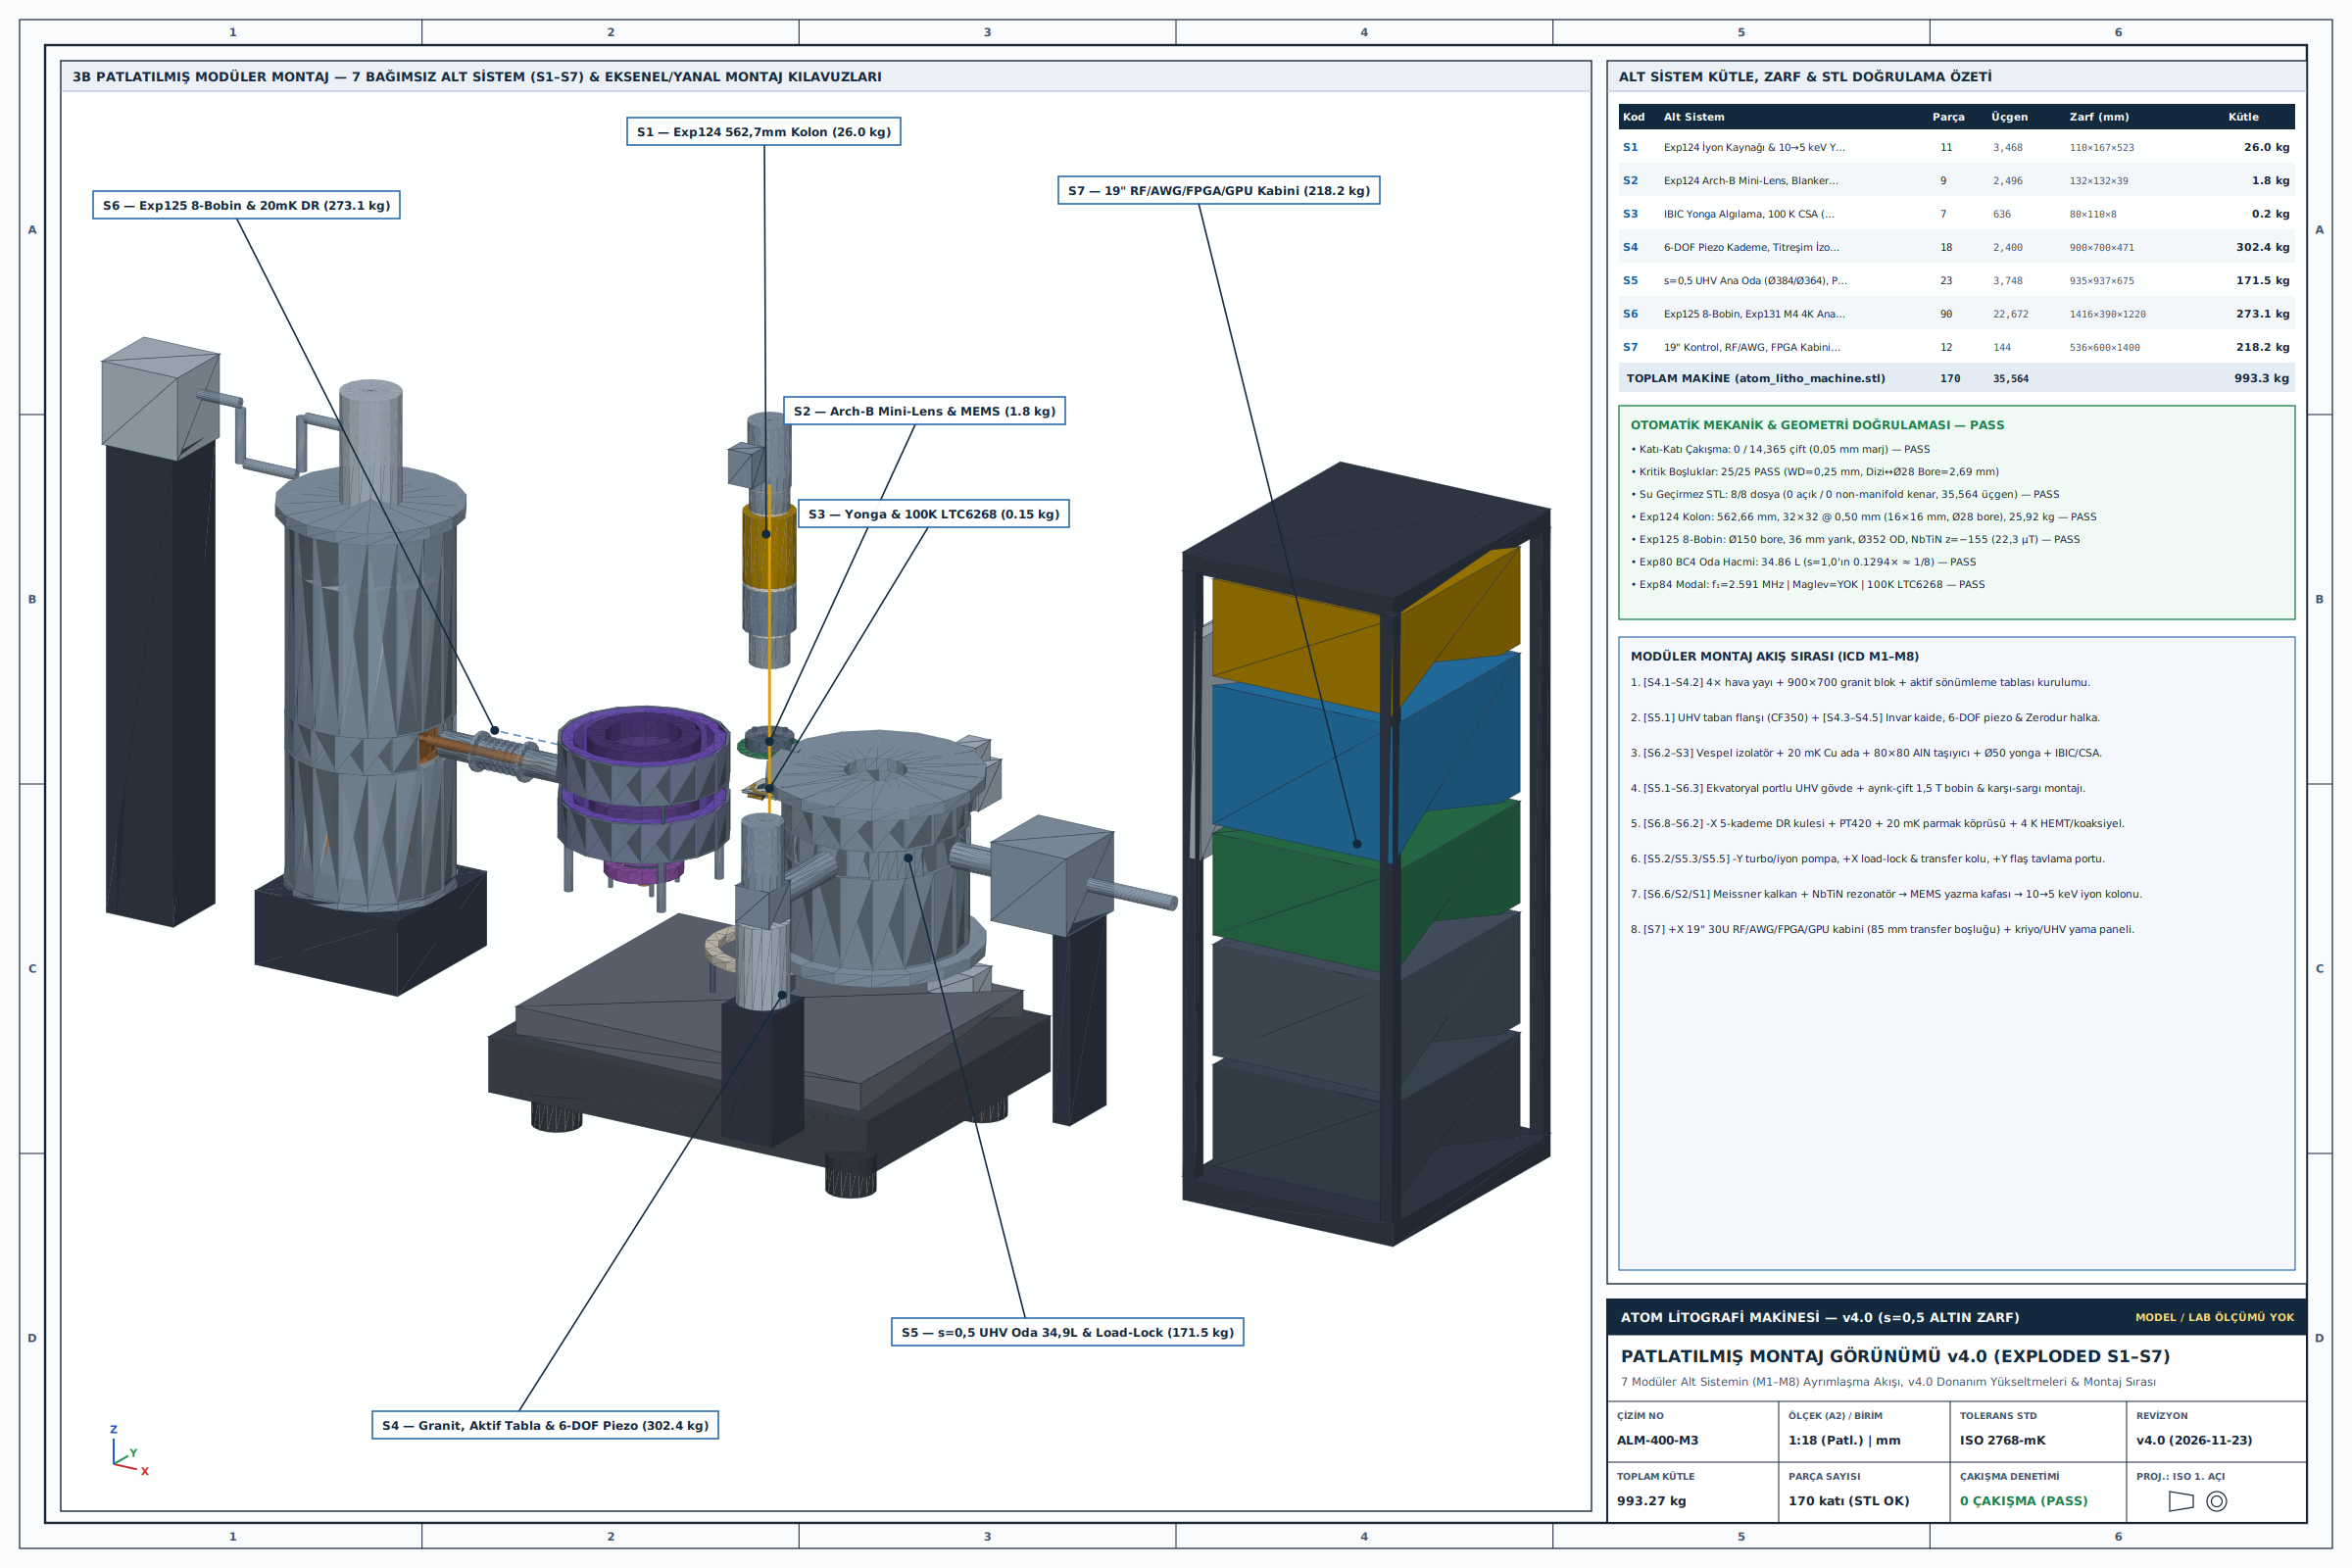 1 2 3 4 5 6
A
B
C
D
3B PATLATILMIŞ MODÜLER MONTAJ — 7 BAĞIMSIZ ALT SİSTEM (S1–S7) & EKSENEL/YANAL MONTAJ KILAVUZLARI
S1 — Exp124 562,7mm Kolon (26.0 kg)
S7 — 19" RF/AWG/FPGA/GPU Kabini (218.2 kg)
S6 — Exp125 8-Bobin & 20mK DR (273.1 kg)
S2 — Arch-B Mini-Lens & MEMS (1.8 kg)
S3 — Yonga & 100K LTC6268 (0.15 kg)
S5 — s=0,5 UHV Oda 34,9L & Load-Lock (171.5 kg)
S4 — Granit, Aktif Tabla & 6-DOF Piezo (302.4 kg)
Z
Y
X
ALT SİSTEM KÜTLE, ZARF & STL DOĞRULAMA ÖZETİ
Kod Alt Sistem Parça Üçgen Zarf (mm) Kütle
S1 Exp124 İyon Kaynağı & 10→5 keV Y... 11 3,468 110×167×523 26.0 kg
S2 Exp124 Arch-B Mini-Lens, Blanker... 9 2,496 132×132×39 1.8 kg
S3 IBIC Yonga Algılama, 100 K CSA (... 7 636 80×110×8 0.2 kg
S4 6-DOF Piezo Kademe, Titreşim İzo... 18 2,400 900×700×471 302.4 kg
S5 s=0,5 UHV Ana Oda (Ø384/Ø364), P... 23 3,748 935×937×675 171.5 kg
S6 Exp125 8-Bobin, Exp131 M4 4K Ana... 90 22,672 1416×390×1220 273.1 kg
S7 19" Kontrol, RF/AWG, FPGA Kabini... 12 144 536×600×1400 218.2 kg
TOPLAM MAKİNE (atom_litho_machine.stl) 170 35,564 993.3 kg
OTOMATİK MEKANİK & GEOMETRİ DOĞRULAMASI — PASS
• Katı-Katı Çakışma: 0 / 14,365 çift (0,05 mm marj) — PASS
• Kritik Boşluklar: 25/25 PASS (WD=0,25 mm, Dizi↔Ø28 Bore=2,69 mm)
• Su Geçirmez STL: 8/8 dosya (0 açık / 0 non-manifold kenar, 35,564 üçgen) — PASS
• Exp124 Kolon: 562,66 mm, 32×32 @ 0,50 mm (16×16 mm, Ø28 bore), 25,92 kg — PASS
• Exp125 8-Bobin: Ø150 bore, 36 mm yarık, Ø352 OD, NbTiN z=−155 (22,3 µT) — PASS
• Exp80 BC4 Oda Hacmi: 34.86 L (s=1,0'ın 0.1294× ≈ 1/8) — PASS
• Exp84 Modal: f₁=2.591 MHz | Maglev=YOK | 100K LTC6268 — PASS
MODÜLER MONTAJ AKIŞ SIRASI (ICD M1–M8)
1. [S4.1–S4.2] 4× hava yayı + 900×700 granit blok + aktif sönümleme tablası kurulumu.
2. [S5.1] UHV taban flanşı (CF350) + [S4.3–S4.5] Invar kaide, 6-DOF piezo & Zerodur halka.
3. [S6.2–S3] Vespel izolatör + 20 mK Cu ada + 80×80 AlN taşıyıcı + Ø50 yonga + IBIC/CSA.
4. [S5.1–S6.3] Ekvatoryal portlu UHV gövde + ayrık-çift 1,5 T bobin & karşı-sargı montajı.
5. [S6.8–S6.2] -X 5-kademe DR kulesi + PT420 + 20 mK parmak köprüsü + 4 K HEMT/koaksiyel.
6. [S5.2/S5.3/S5.5] -Y turbo/iyon pompa, +X load-lock & transfer kolu, +Y flaş tavlama portu.
7. [S6.6/S2/S1] Meissner kalkan + NbTiN rezonatör → MEMS yazma kafası → 10→5 keV iyon kolonu.
8. [S7] +X 19" 30U RF/AWG/FPGA/GPU kabini (85 mm transfer boşluğu) + kriyo/UHV yama paneli.
ATOM LİTOGRAFİ MAKİNESİ — v4.0 (s=0,5 ALTIN ZARF) MODEL / LAB ÖLÇÜMÜ YOK
PATLATILMIŞ MONTAJ GÖRÜNÜMÜ v4.0 (EXPLODED S1–S7)
7 Modüler Alt Sistemin (M1–M8) Ayrımlaşma Akışı, v4.0 Donanım Yükseltmeleri & Montaj Sırası
ÇİZİM NO ÖLÇEK (A2) / BİRİM TOLERANS STD REVİZYON
ALM-400-M3 1:18 (Patl.) | mm ISO 2768-mK v4.0 (2026-11-23)
TOPLAM KÜTLE PARÇA SAYISI ÇAKIŞMA DENETİMİ PROJ.: ISO 1. AÇI
993.27 kg 170 katı (STL OK) 0 ÇAKIŞMA (PASS)
A
B
C
D
1 2 3 4 5 6